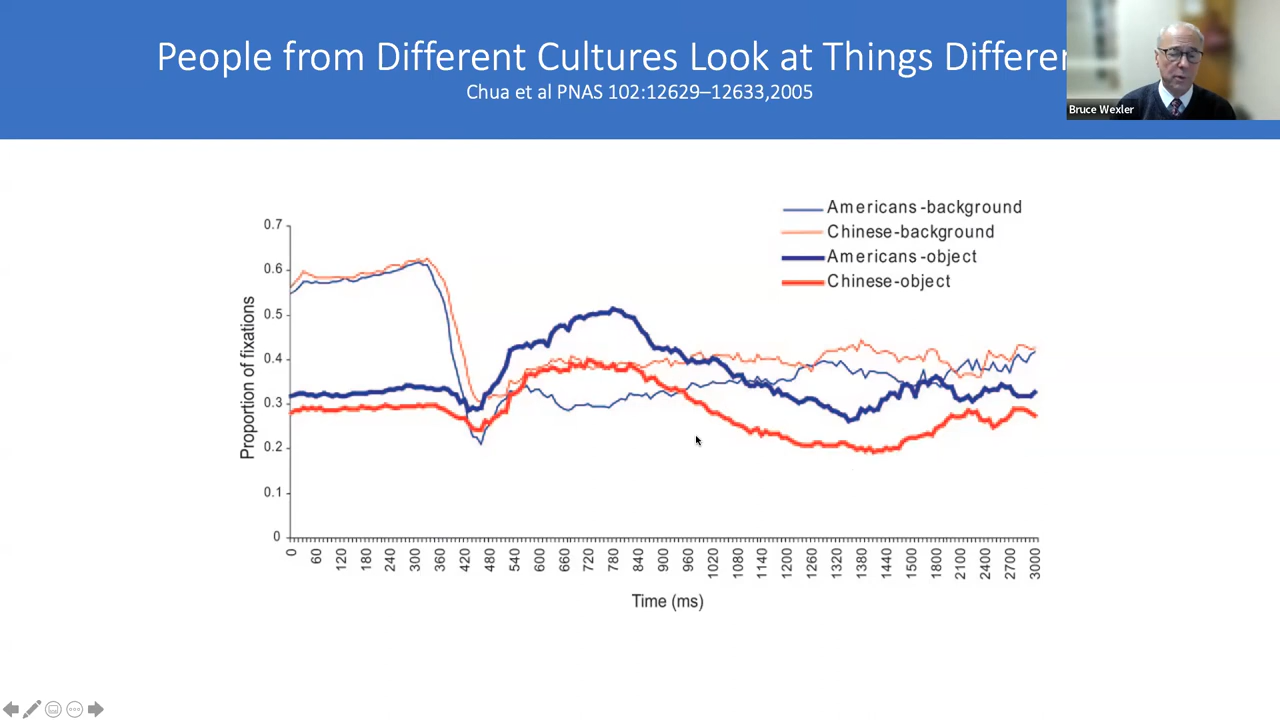 People from Different Cultures Look at Things Differen
Chua et al PNAS 102:12629–12633,2005
Bruce Wexler
Americans-background
Chinese-background
Americans-object
Chinese-object
0.7
0.6
0.5
0.4
0.3
0.2
0.1
0
Proportion of fixations
0 60 120 180 240 300 360 420 480 540 600 660 720 780 840 900 960 1020 1080 1140 1200 1260 1320 1380 1440 1500 1800 2100 2400 2700 3000
Time (ms)